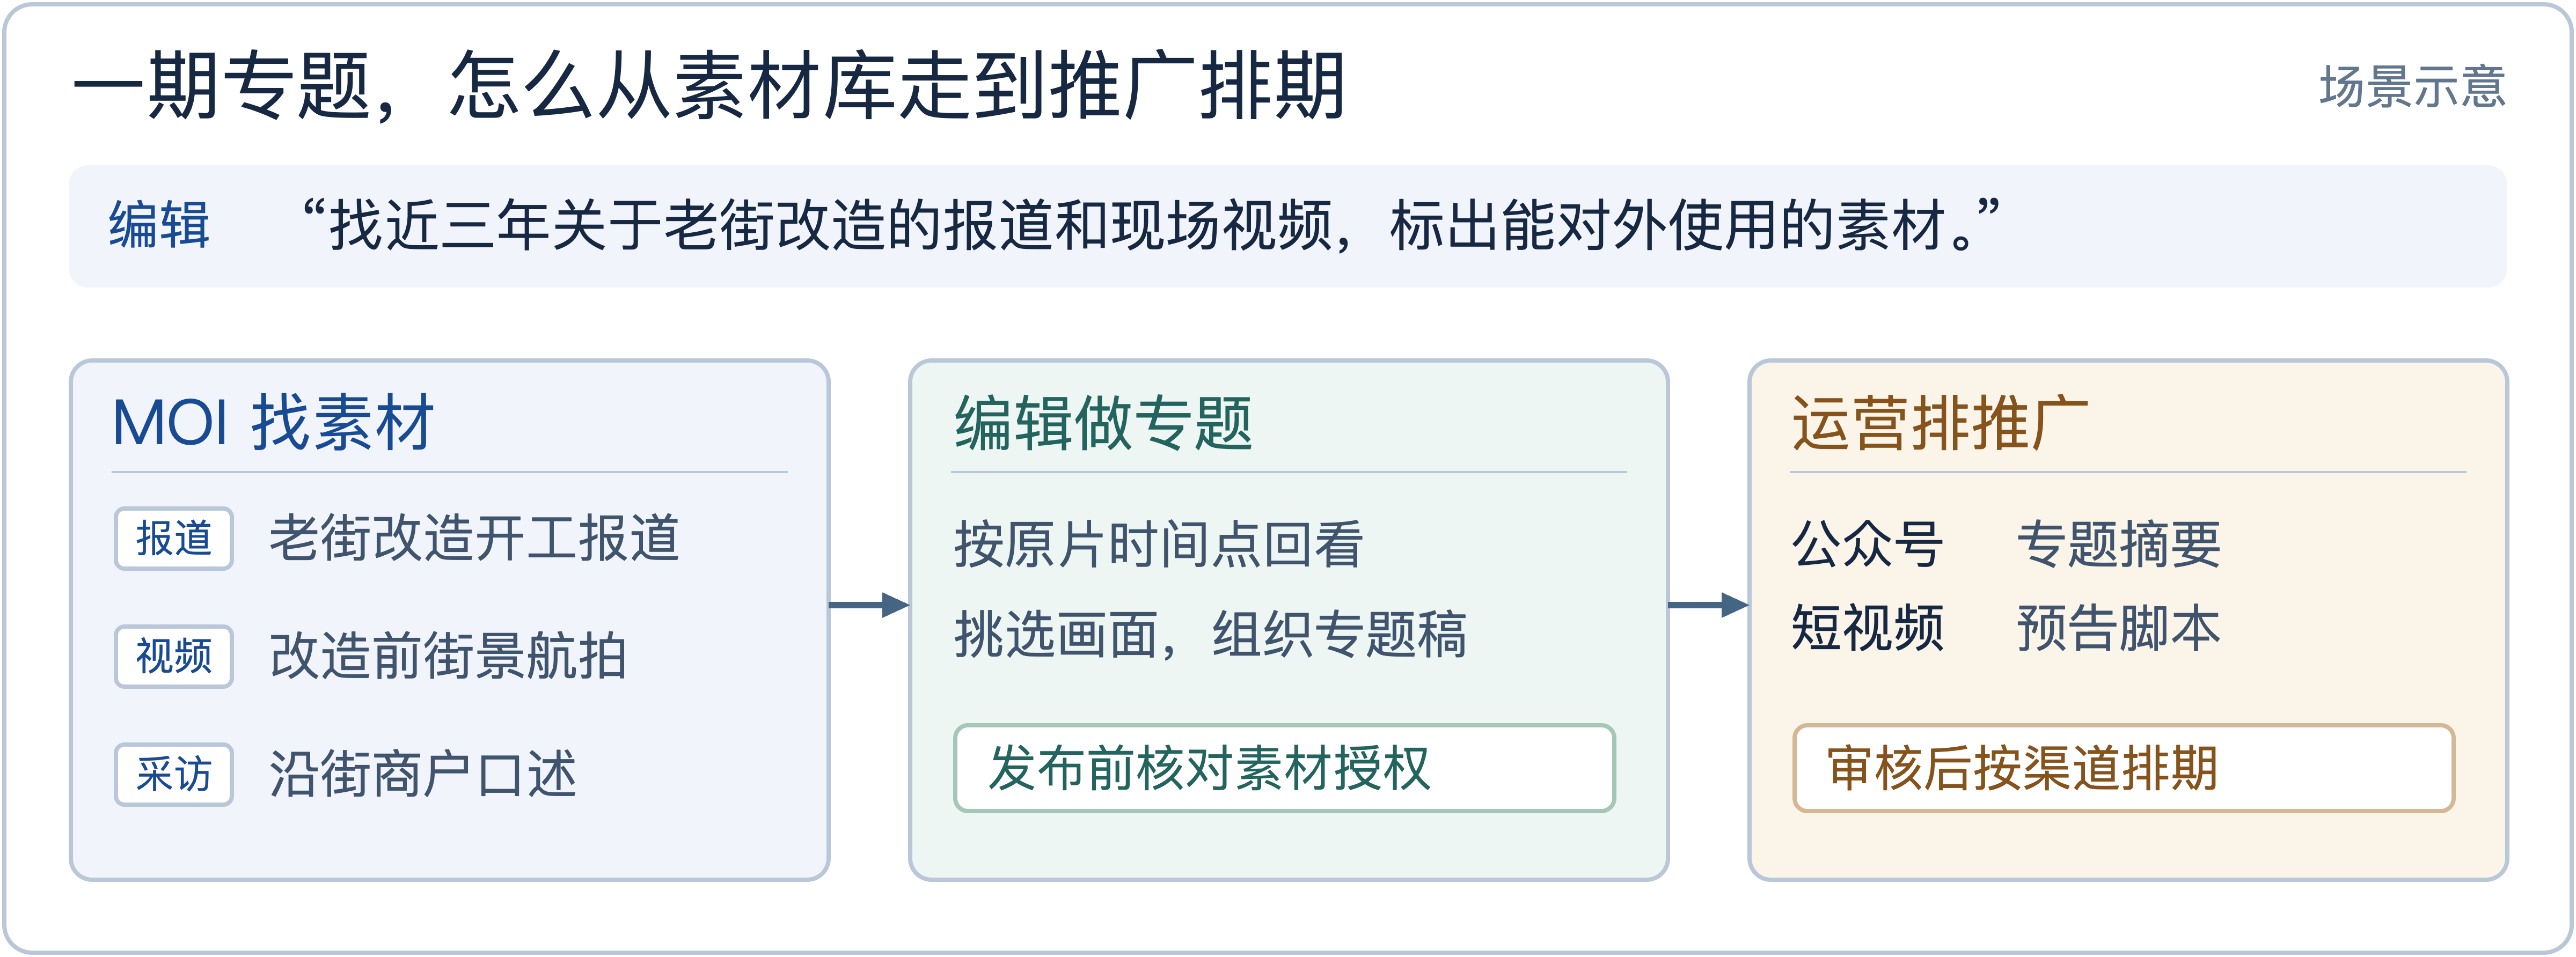 一期专题，怎么从素材库走到推广排期
场景示意
编辑 “找近三年关于老街改造的报道和现场视频，标出能对外使用的素材。”
MOI 找素材
报道 老街改造开工报道
视频 改造前街景航拍
采访 沿街商户口述
编辑做专题
按原片时间点回看
挑选画面，组织专题稿
发布前核对素材授权
运营排推广
公众号 专题摘要
短视频 预告脚本
审核后按渠道排期